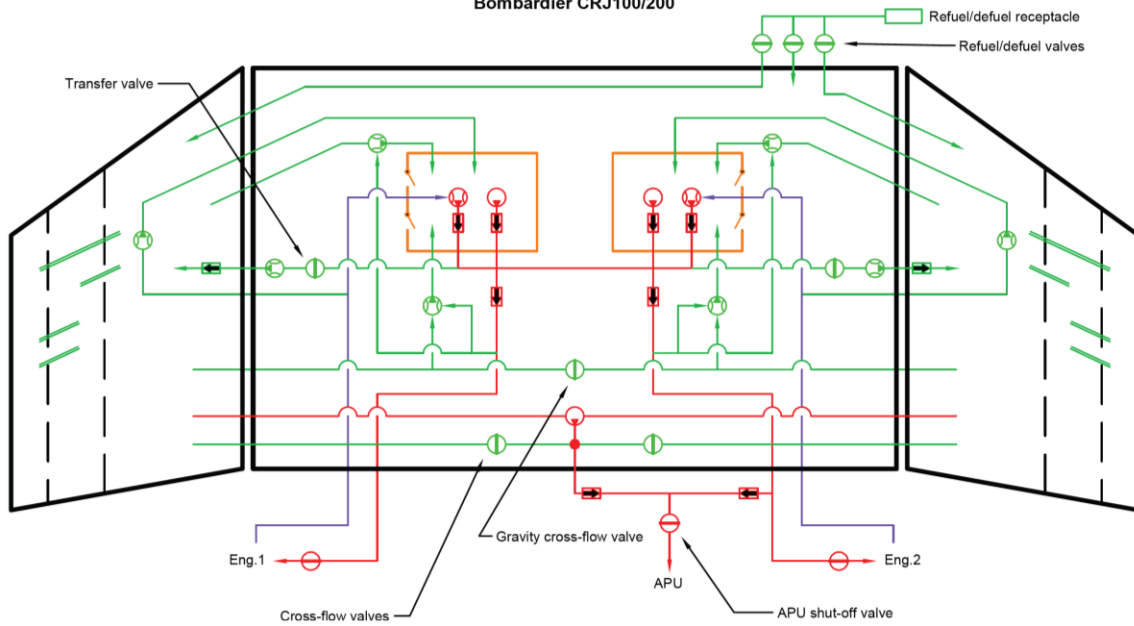 Bombardier CRJ100/200
Refuel/defuel receptacle
Refuel/defuel valves
Transfer valve
Gravity cross-flow valve
Eng.1
Eng.2
APU
Cross-flow valves
APU shut-off valve